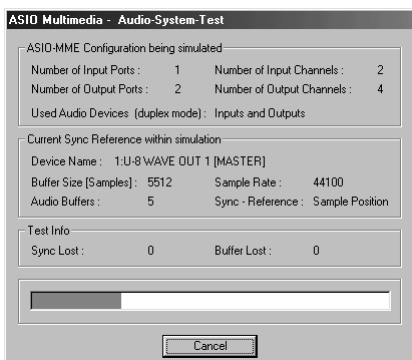 ASIO Multimedia - Audio-System-Test
ASIO-MME Configuration being simulated
Number of Input Ports : 1 Number of Input Channels : 2
Number of Output Ports : 2 Number of Output Channels : 4
Used Audio Devices (duplex mode) : Inputs and Outputs
Current Sync Reference within simulation
Device Name : 1:U-8 WAVE OUT 1 [MASTER]
Buffer Size [Samples] : 5512 Sample Rate : 44100
Audio Buffers : 5 Sync - Reference : Sample Position
Test Info
Sync Lost : 0 Buffer Lost : 0
Cancel